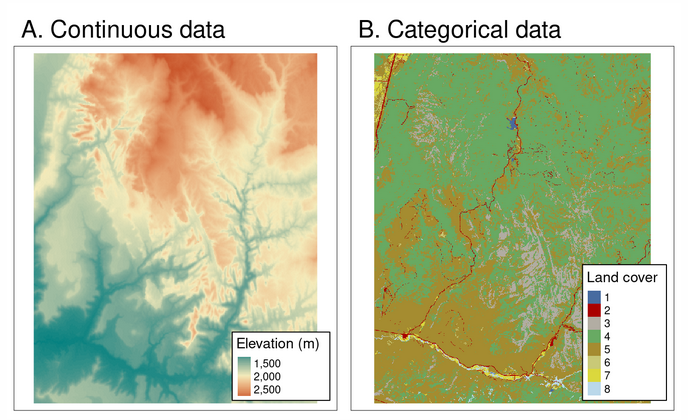 A. Continuous data
B. Categorical data
Elevation (m)
1,500
2,000
2,500
Land cover
1
2
3
4
5
6
7
8